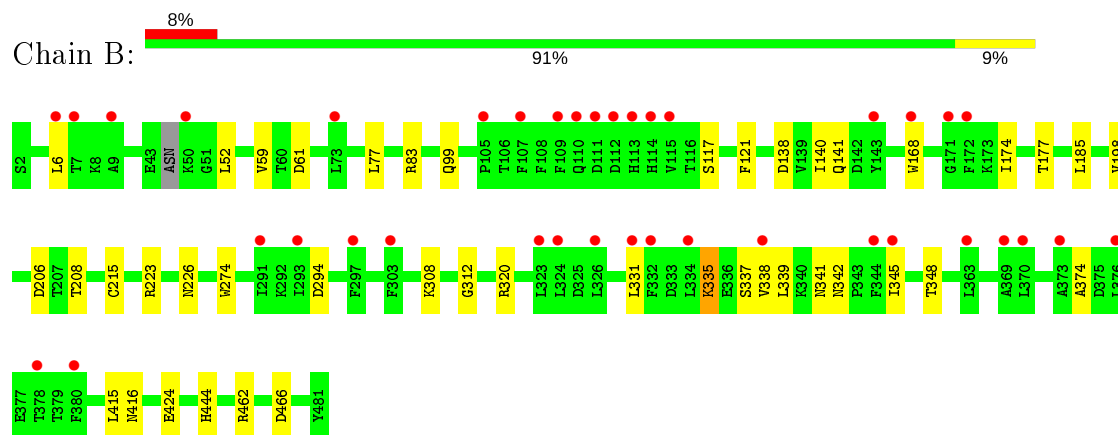 8%
Chain B:
91% 9%
S2 L6 T7 K8 A9 E43 ASN K50 G51 L52 V59 T60 D61 L73 L77 R83 Q99 P105 T106 F107 F108 F109 Q110 D111 D112 H113 H114 V115 T116 S117 F121 D138 V139 I140 Q141 D142 Y143 W168 G171 F172 K173 I174 T177 L185 V198
D206 T207 T208 C215 R223 N226 W274 I291 K292 I293 D294 F297 F303 K308 G312 R320 L323 L324 D325 L326 L331 F332 D333 L334 K335 E336 S337 V338 L339 K340 N341 N342 P343 F344 I345 T348 L363 A369 L370 A373 A374 D375 L376
E377 T378 T379 F380 L415 N416 E424 H444 R462 D466 Y481